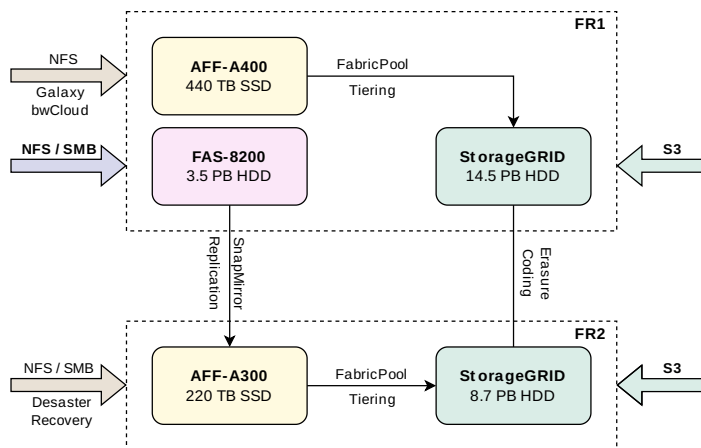 FR1
NFS
Galaxy
bwCloud
AFF-A400
440 TB SSD
FabricPool
Tiering
NFS / SMB
FAS-8200
3.5 PB HDD
StorageGRID
14.5 PB HDD
S3
SnapMirror
Replication
Erasure
Coding
FR2
NFS / SMB
Desaster
Recovery
AFF-A300
220 TB SSD
FabricPool
Tiering
StorageGRID
8.7 PB HDD
S3